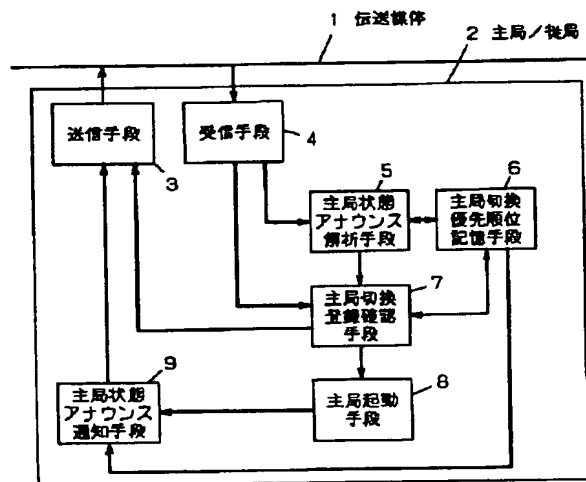 1 伝送媒体
2 主局/従局
送信手段
3
受信手段
4
5
主局状態
アナウンス
解析手段
6
主局切換
優先順位
記憶手段
7
主局切換
登録確認
手段
8
主局起動
手段
9
主局状態
アナウンス
通知手段